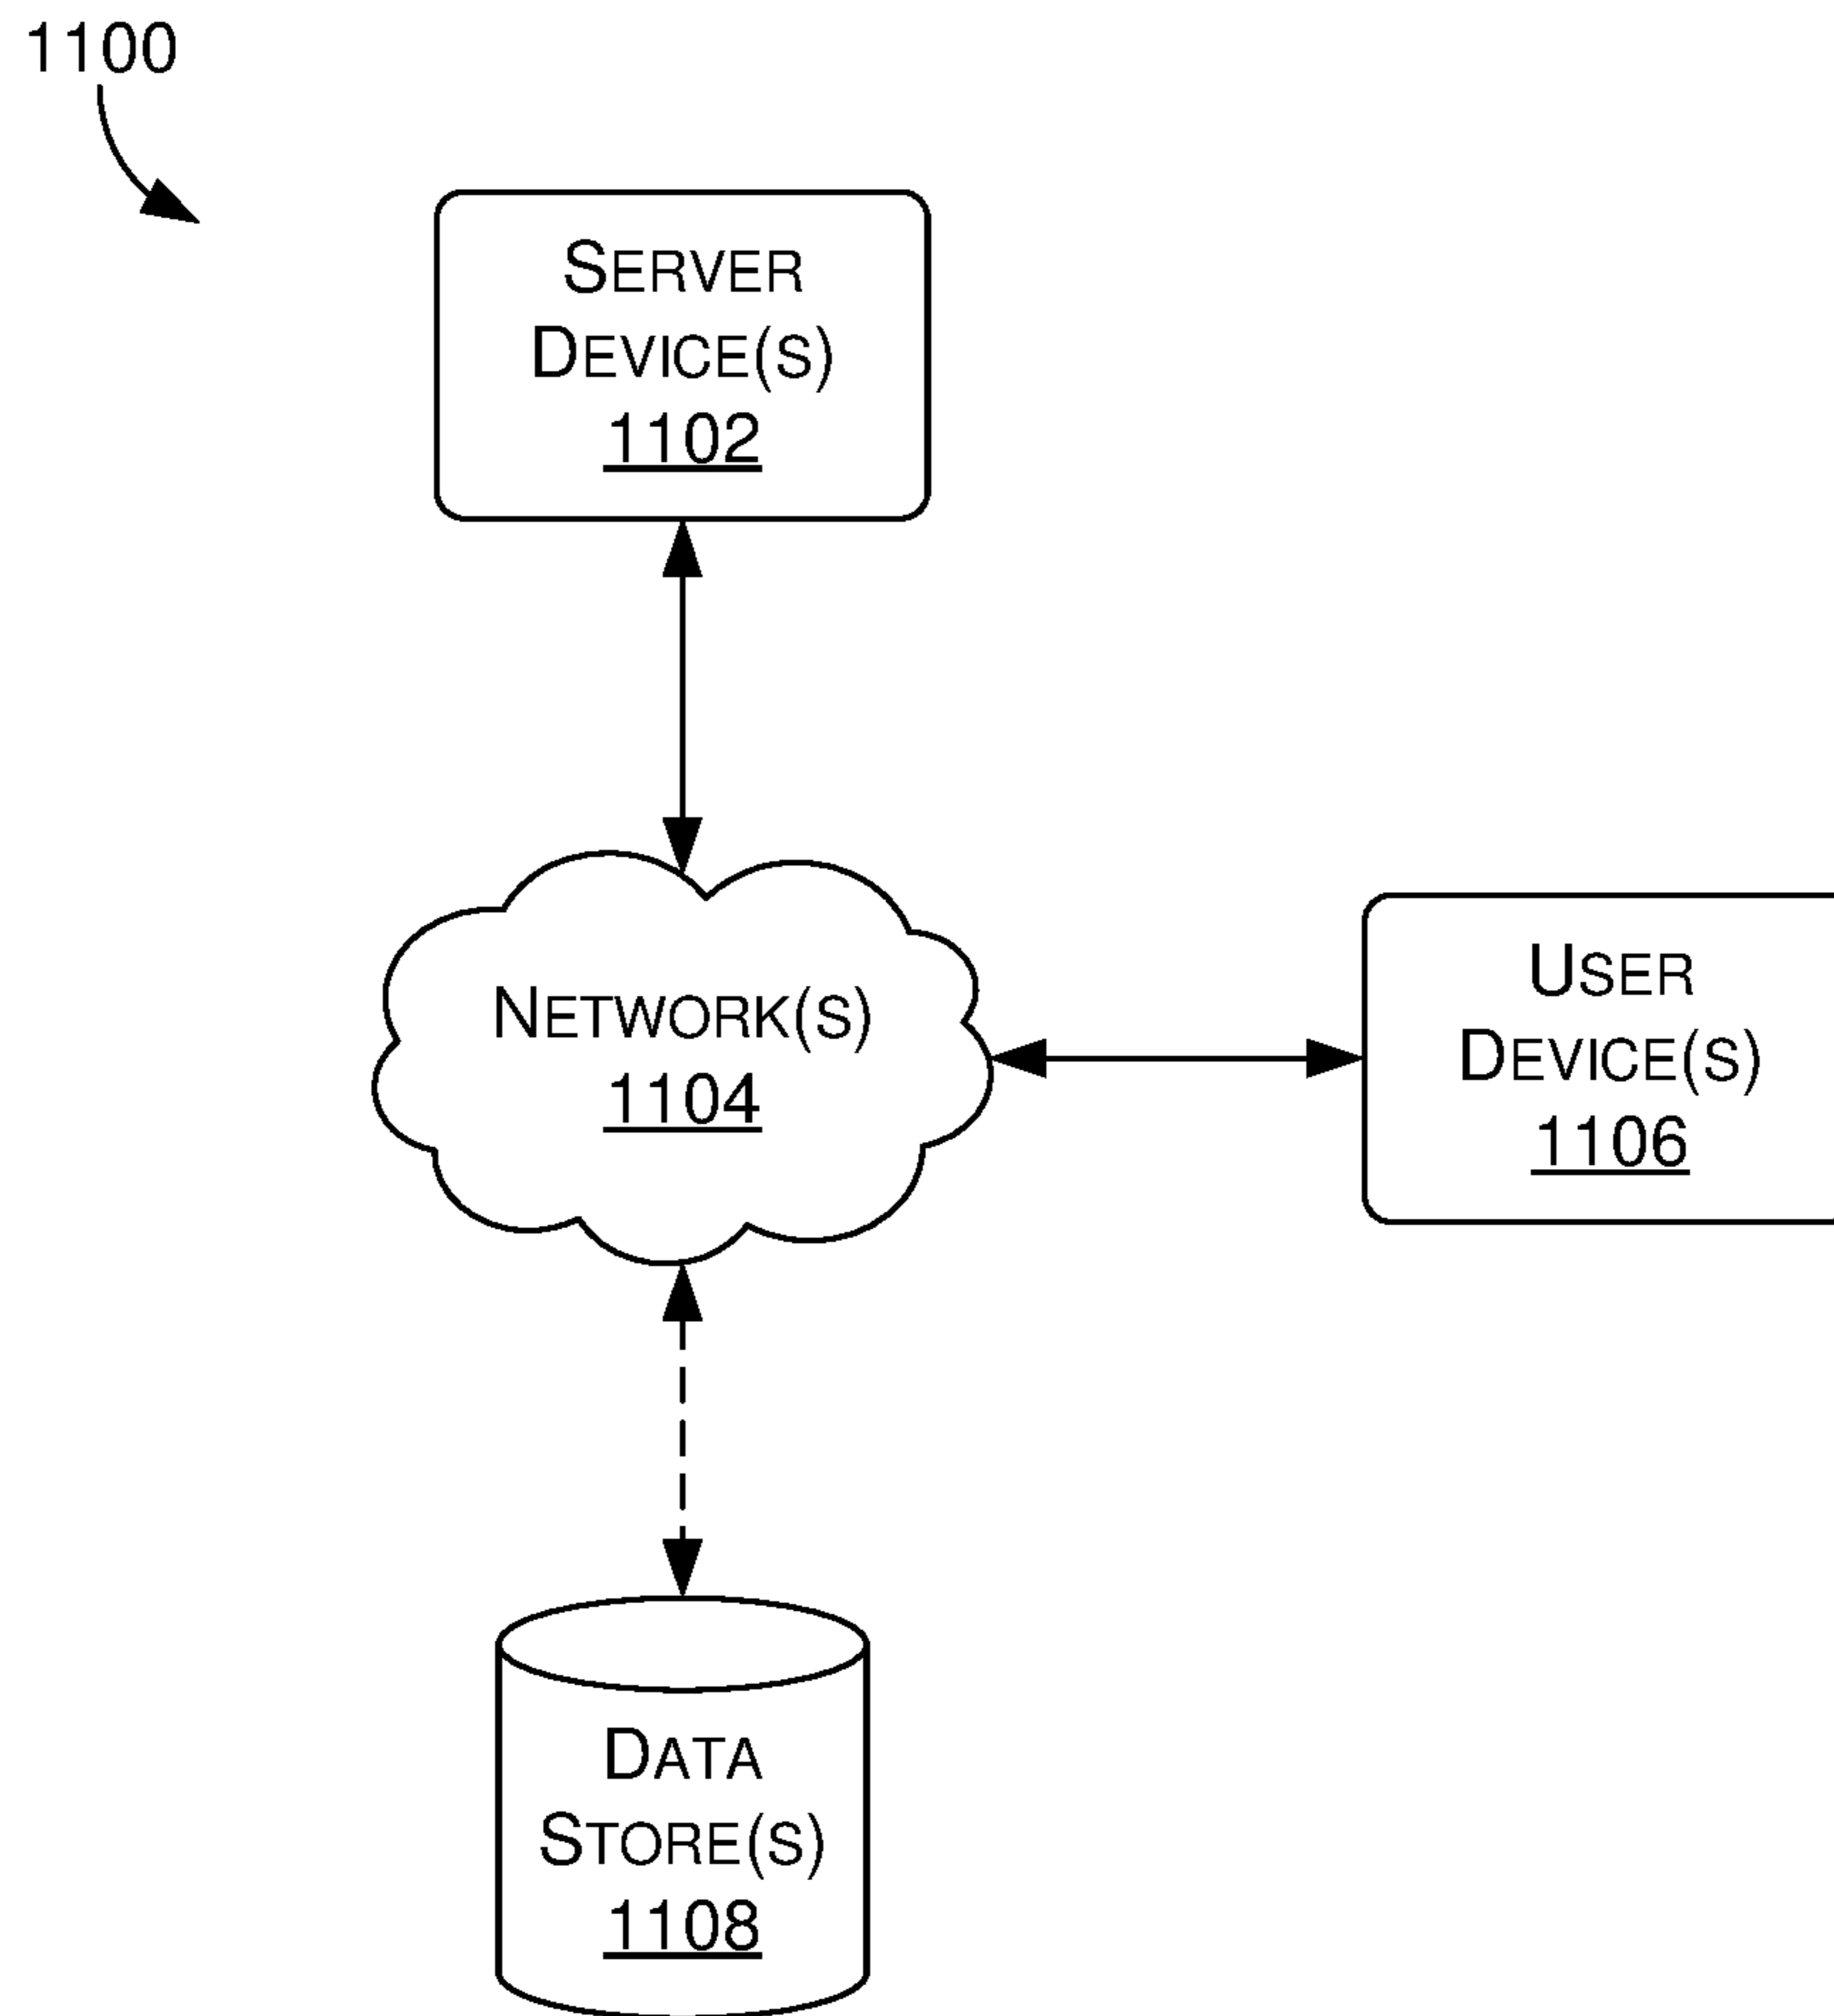 1100
SERVER
DEVICE(S)
1102
NETWORK(S)
1104
USER
DEVICE(S)
1106
DATA
STORE(S)
1108